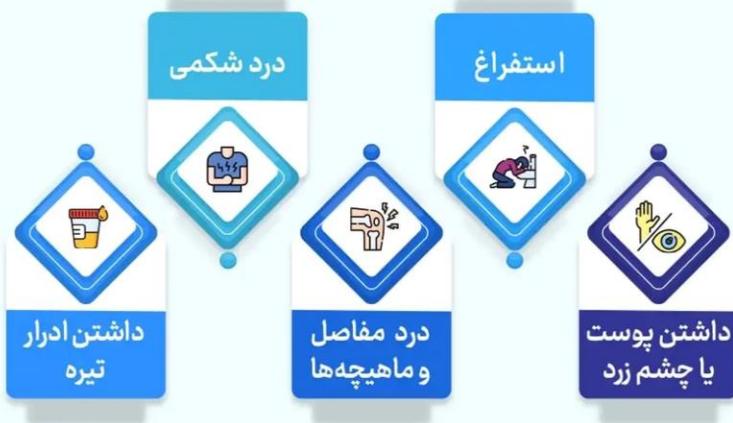 استفراغ
درد شکمی
داشتن پوست
یا چشم زرد
درد مفاصل
و ماهیچه‌ها
داشتن ادرار
تیره